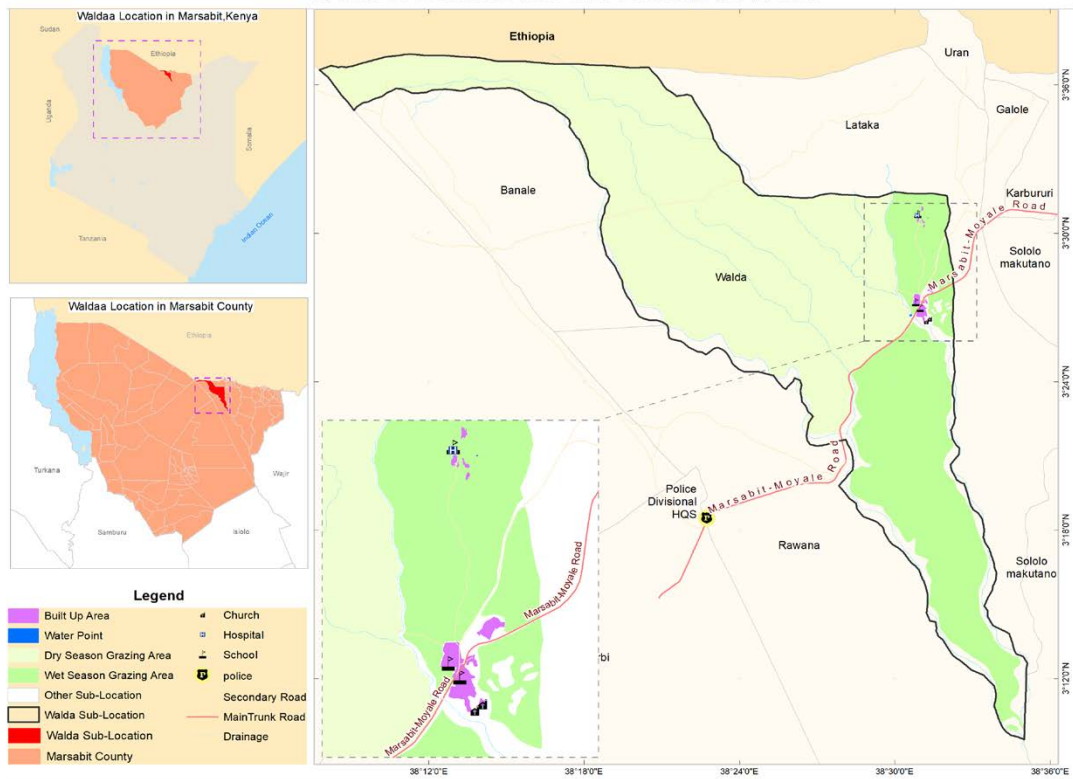 Waldaa Location in Marsabit,Kenya
Sudan
Ethiopia
Uganda
Somalia
Indian Ocean
Tanzania
Waldaa Location in Marsabit County
Ethiopia
Turkana
Wajir
Samburu
Isiolo
Legend
Built Up Area
Water Point
Dry Season Grazing Area
Wet Season Grazing Area
Other Sub-Location
Walda Sub-Location
Walda Sub-Location
Marsabit County
Church
Hospital
School
police
Secondary Road
MainTrunk Road
Drainage
Ethiopia
Uran
Galole
Lataka
Banale
Karbururi
Marsabit-Moyale Road
Sololo
makutano
Walda
Marsabit-Moyale Road
Police
Divisional
HQS
Rawana
Sololo
makutano
Marsabit-Moyale Road
Marsabit-Moyale Road
rbi
3°36'0"N
3°30'0"N
3°24'0"N
3°18'0"N
3°12'0"N
38°12'0"E
38°18'0"E
38°24'0"E
38°30'0"E
38°36'0"E